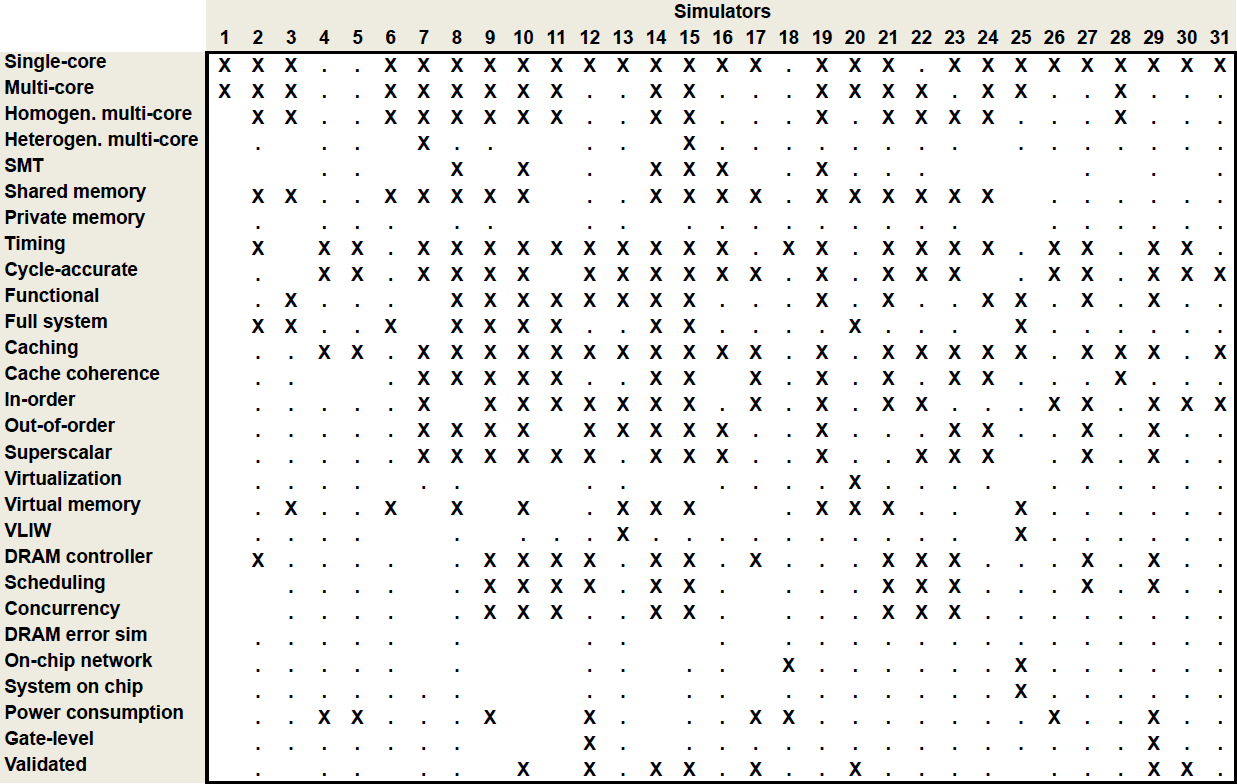 Simulators
1 2 3 4 5 6 7 8 9 10 11 12 13 14 15 16 17 18 19 20 21 22 23 24 25 26 27 28 29 30 31
Single-core X X X . . X X X X X X X X X X X X . X X X . X X X X X X X X X
Multi-core X X X . . X X X X X X . . X X . . . X X X X . X X . . X . . .
Homogen. multi-core X X . . X X X X X X . . X X . . . X . X X X X . . . X . . .
Heterogen. multi-core . . . X . . . . X . . . . . . . . . . . . . . .
SMT . . X X . X X X . X . . . . . .
Shared memory X X . . X X X X X . . X X X X . X X X X X X . . . . . .
Private memory . . . . . . . . . . . . . . . . . . . . . . .
Timing X X X . X X X X X X X X X X . X X . X X X X . X X . X X .
Cycle-accurate . X X . X X X X X X X X X X . X . X X X . X X . X X X
Functional . X . . . X X X X X X X X . . . X . X . . X X . X . X . .
Full system X X . . X X X X X . . X X . . . . X . . . X . . . . . .
Caching . . X X . X X X X X X X X X X X . X . X X X X X . X X X . X
Cache coherence . . . X X X X X . . X X X . X . X . X X . . . X . . .
In-order . . . . . X X X X X X X X . X . X . X X . . . X X . X X X
Out-of-order . . . . . X X X X X X X X X . . X . . . X X . . X . X . .
Superscalar . . . . . X X X X X X . X X X . . X . . X X X . X . X . .
Virtualization . . . . . . . . . . . . X . . . . . . . . . .
Virtual memory . X . X X X . X X X . X X X . . X . . . . . .
VLIW . . . . . . . . X . . . . . . . . . . . X . . . . . .
DRAM controller X . . . . . X X X X . X X . X . . . X X X . . . X . X . .
Scheduling . . . . . X X X X . X X . . . . X X X . . . X . X . .
Concurrency . . . . . X X X . . X X . . . . X X X . . . . . . . .
DRAM error sim . . . . . . . . . . . . . . . . . . . . . . .
On-chip network . . . . . . . . . . X . . . . . . X . . . . . .
System on chip . . . . . . . . . . . . . . . . . . X . . . . . .
Power consumption . . X X . . . X X . . . X X . . . . . . . X . . X . .
Gate-level . . . . . . . X . . . . . . . . . . . . . . . X . .
Validated . . . . . X . X . X X . X . . X . . . . . . . . X X .